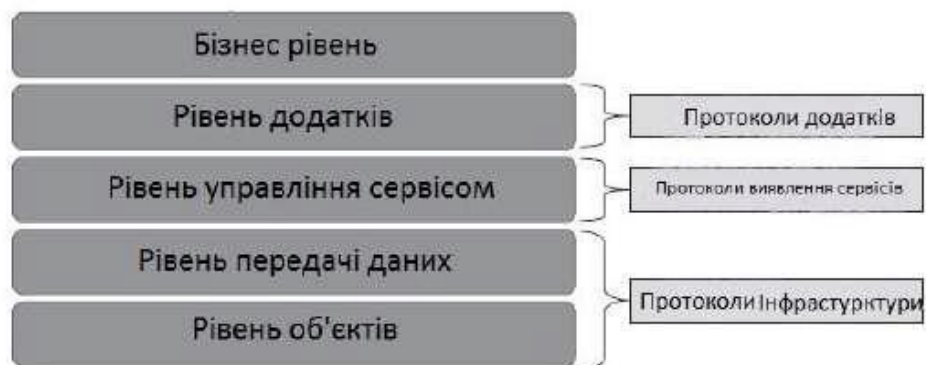 Бізнес рівень
Рівень додатків
Протоколи додатків
Рівень управління сервісом
Протоколи виявлення сервісів
Рівень передачі даних
Протоколи Інфрастурктури
Рівень об'єктів